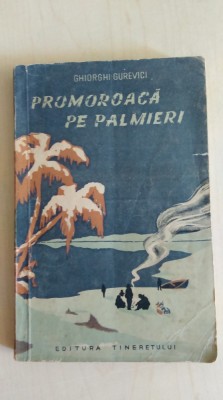 GHIORGHI GUREVICI
PROMOROACĂ
PE PALMIERI
EDITURA TINERETULUI